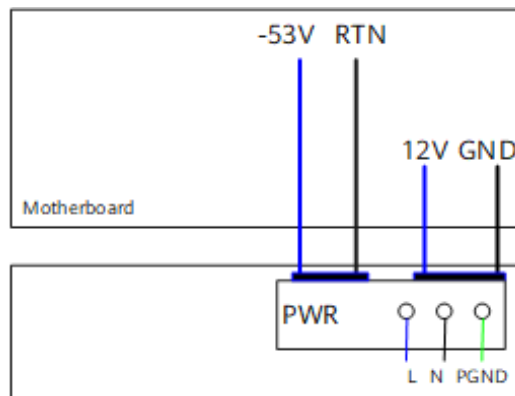 -53V RTN
12V GND
Motherboard
PWR
L N PGND